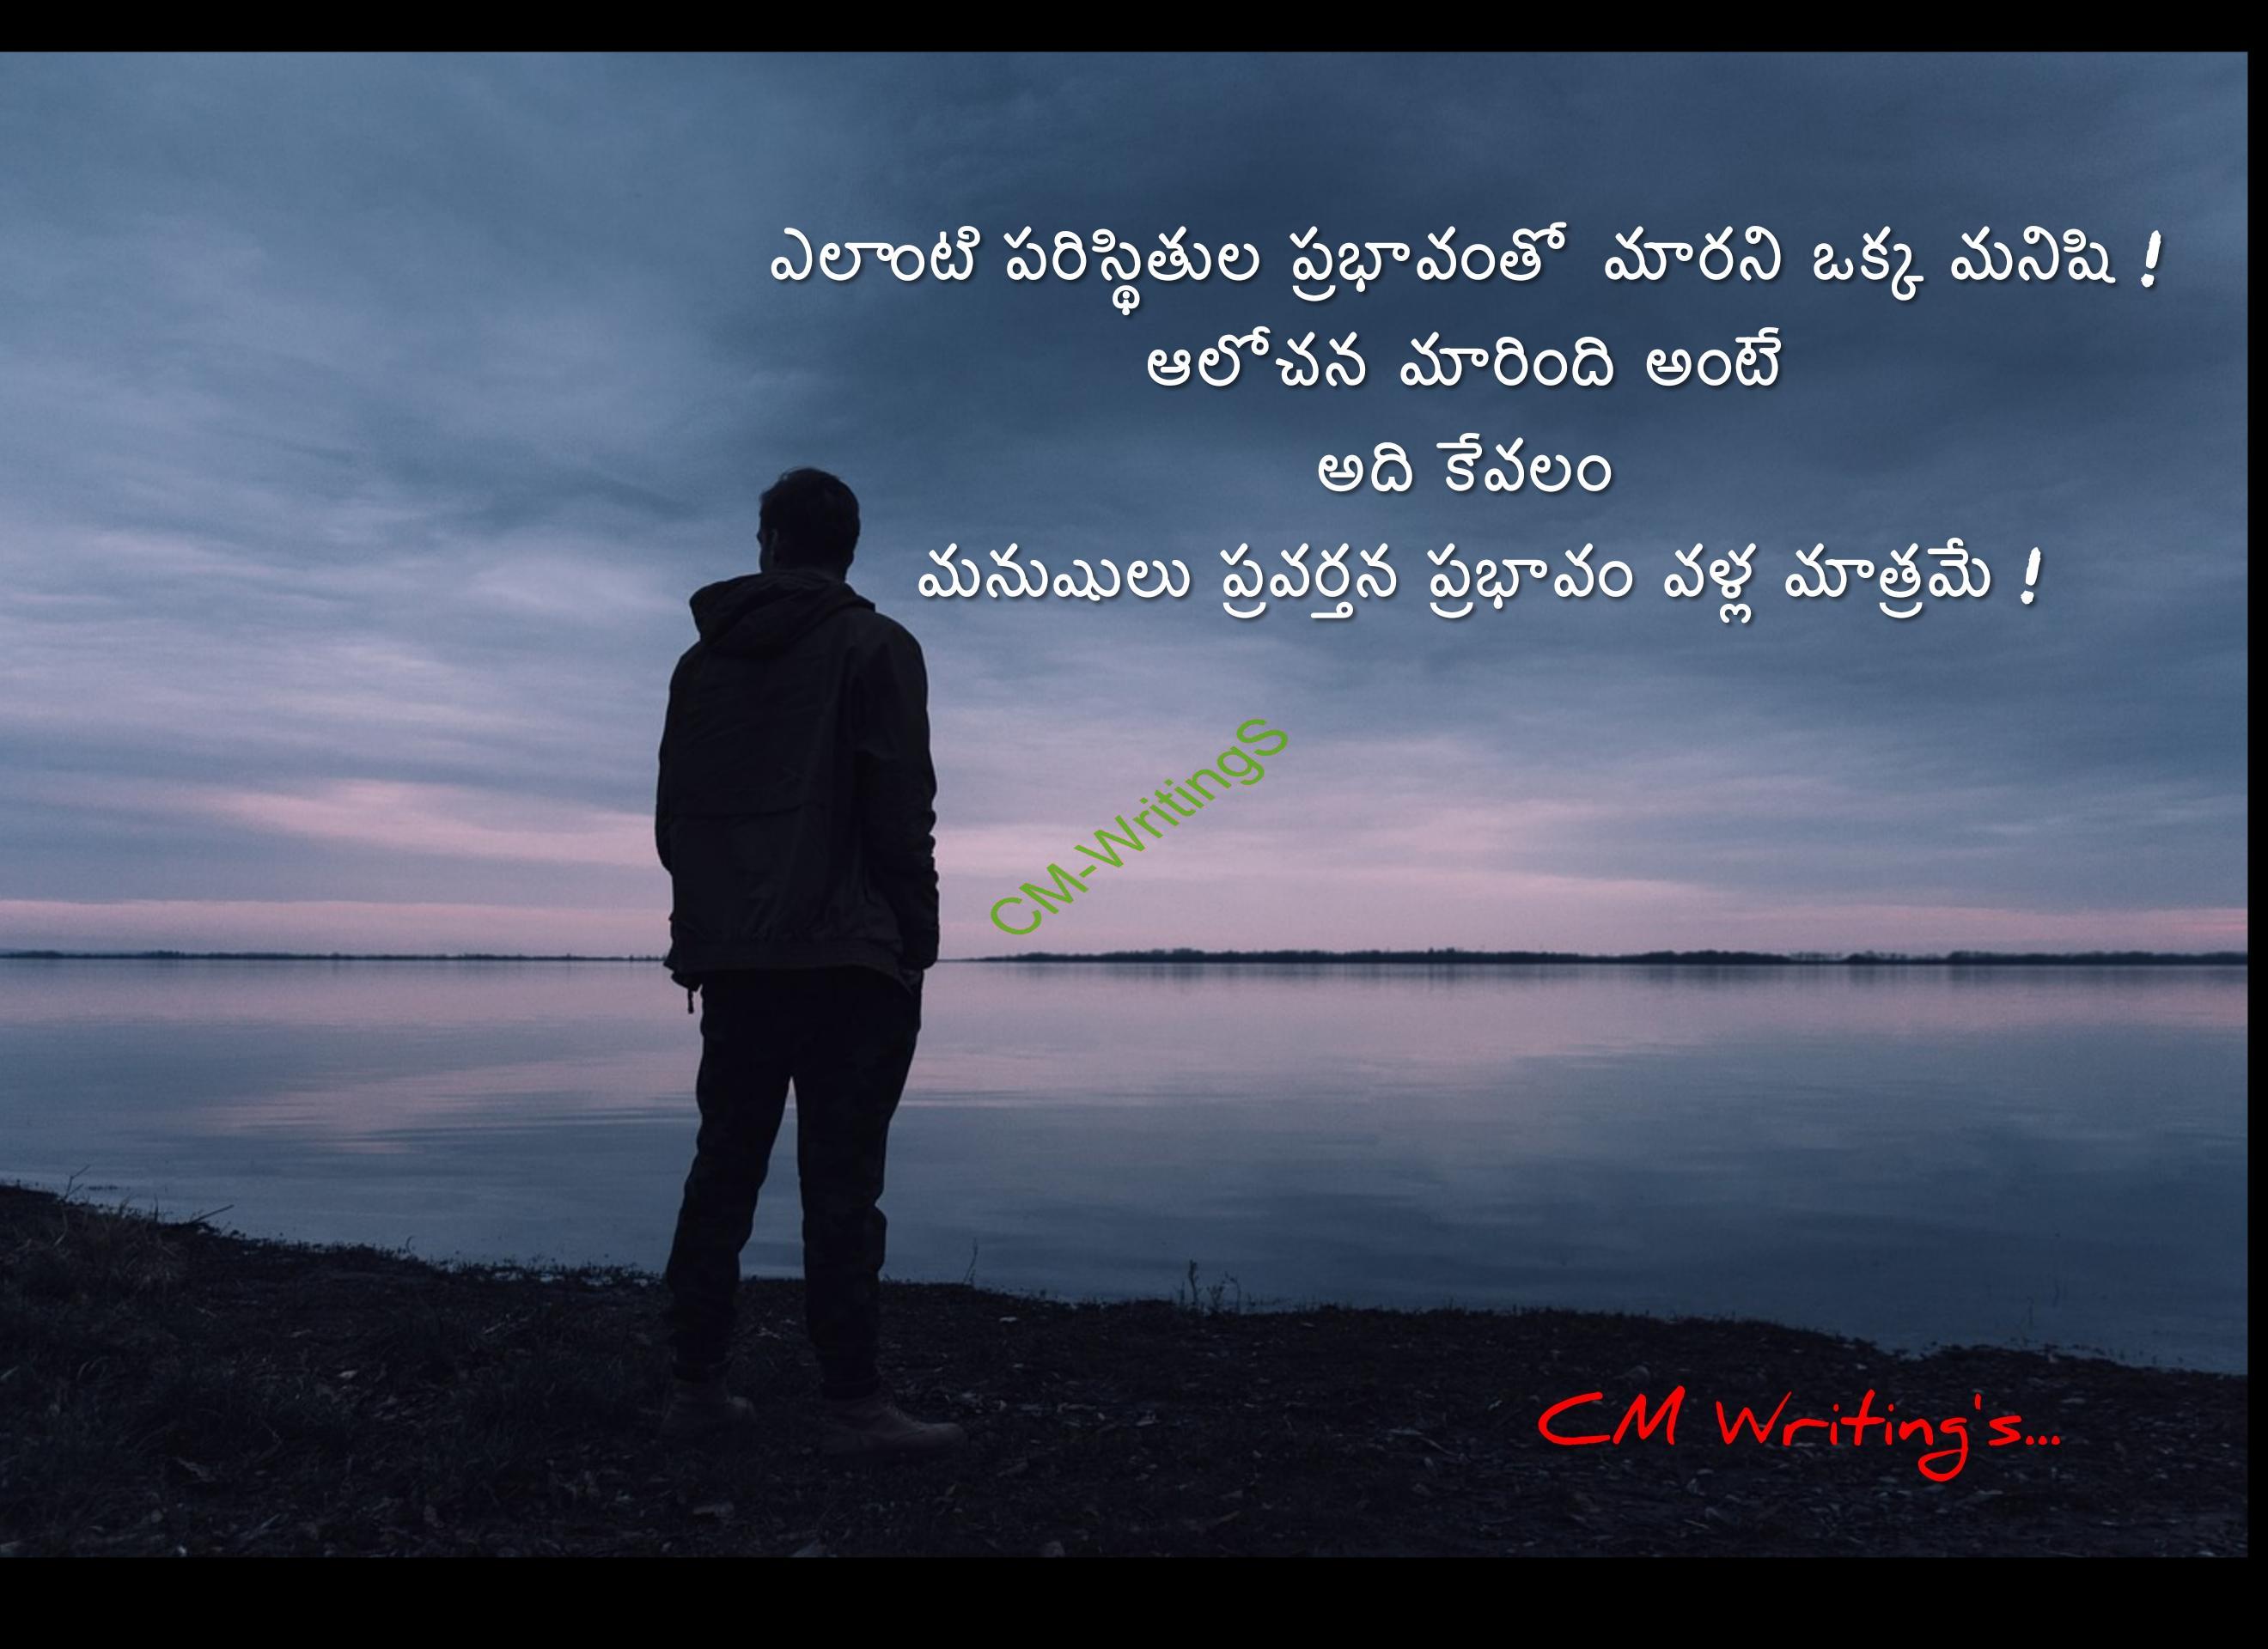 ఎలాంటి పరిస్థితుల ప్రభావంతో మారని ఒక్క మనిషి !
ఆలోచన మారింది అంటే
అది కేవలం
మనుషులు ప్రవర్తన ప్రభావం వళ్ల మాత్రమే !
CM-WritingS
CM Writing's...